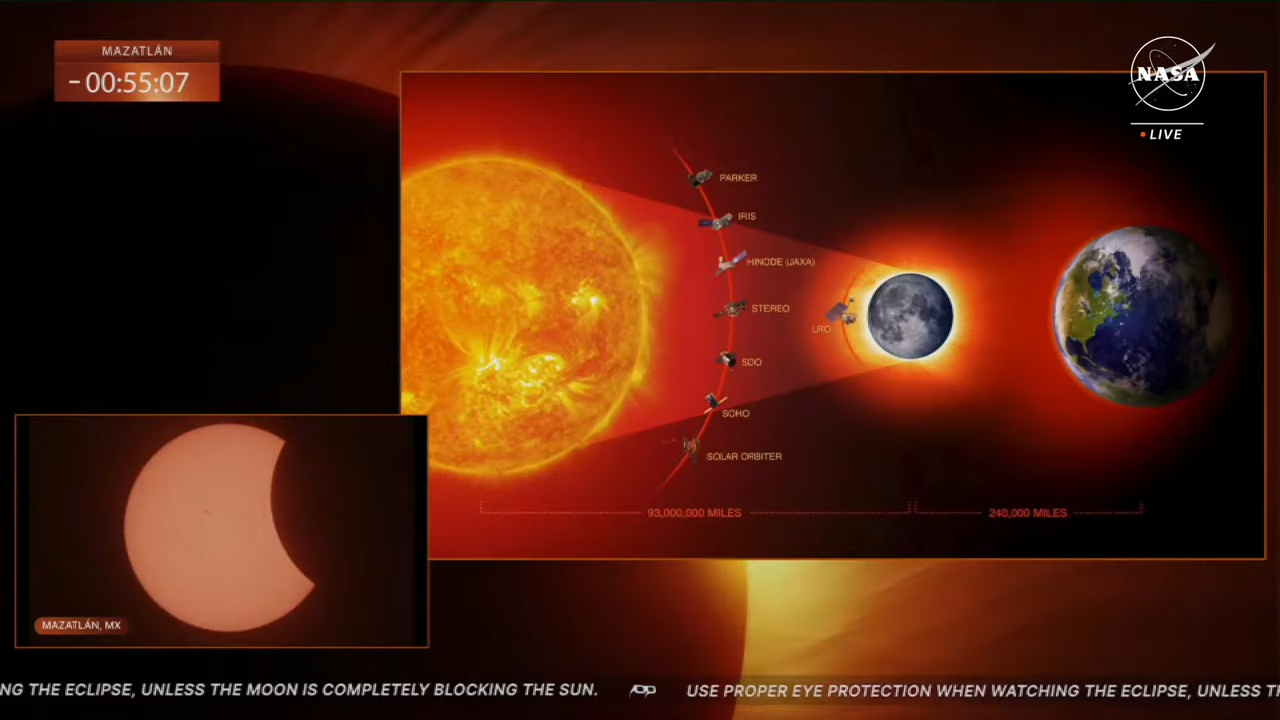 MAZATLÁN
-00:55:07
NASA
LIVE
PARKER
IRIS
HINODE (JAXA)
STEREO
LRO
SDO
SOHO
SOLAR ORBITER
93,000,000 MILES
240,000 MILES
MAZATLÁN, MX
NG THE ECLIPSE, UNLESS THE MOON IS COMPLETELY BLOCKING THE SUN. USE PROPER EYE PROTECTION WHEN WATCHING THE ECLIPSE, UNLESS TH